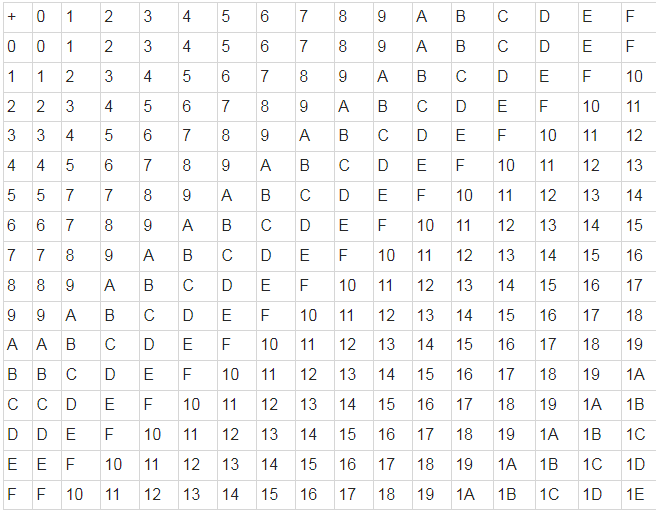 + 0 1 2 3 4 5 6 7 8 9 A B C D E F
0 0 1 2 3 4 5 6 7 8 9 A B C D E F
1 1 2 3 4 5 6 7 8 9 A B C D E F 10
2 2 3 4 5 6 7 8 9 A B C D E F 10 11
3 3 4 5 6 7 8 9 A B C D E F 10 11 12
4 4 5 6 7 8 9 A B C D E F 10 11 12 13
5 5 7 7 8 9 A B C D E F 10 11 12 13 14
6 6 7 8 9 A B C D E F 10 11 12 13 14 15
7 7 8 9 A B C D E F 10 11 12 13 14 15 16
8 8 9 A B C D E F 10 11 12 13 14 15 16 17
9 9 A B C D E F 10 11 12 13 14 15 16 17 18
A A B C D E F 10 11 12 13 14 15 16 17 18 19
B B C D E F 10 11 12 13 14 15 16 17 18 19 1A
C C D E F 10 11 12 13 14 15 16 17 18 19 1A 1B
D D E F 10 11 12 13 14 15 16 17 18 19 1A 1B 1C
E E F 10 11 12 13 14 15 16 17 18 19 1A 1B 1C 1D
F F 10 11 12 13 14 15 16 17 18 19 1A 1B 1C 1D 1E